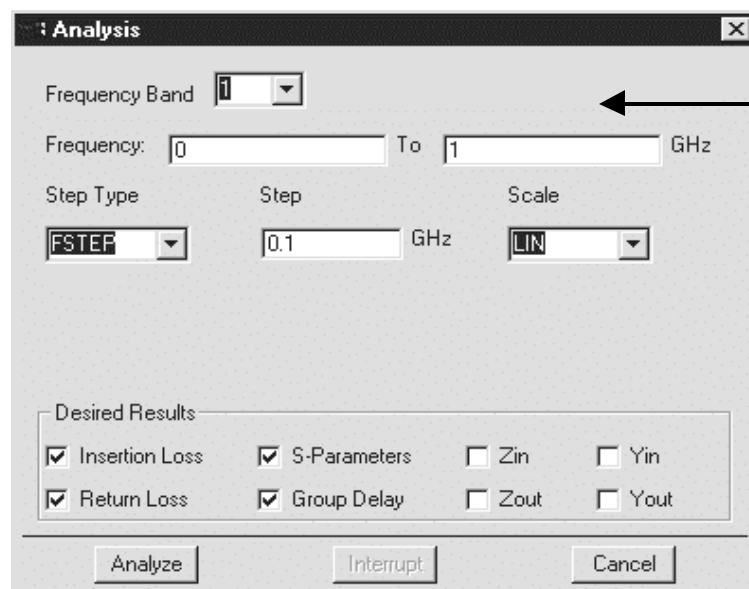 Analysis
Frequency Band 1
Frequency: 0 To 1 GHz
Step Type Step Scale
FSTEP 0.1 GHz LIN
Desired Results
Insertion Loss S-Parameters Zin Yin
Return Loss Group Delay Zout Yout
Analyze Interrupt Cancel